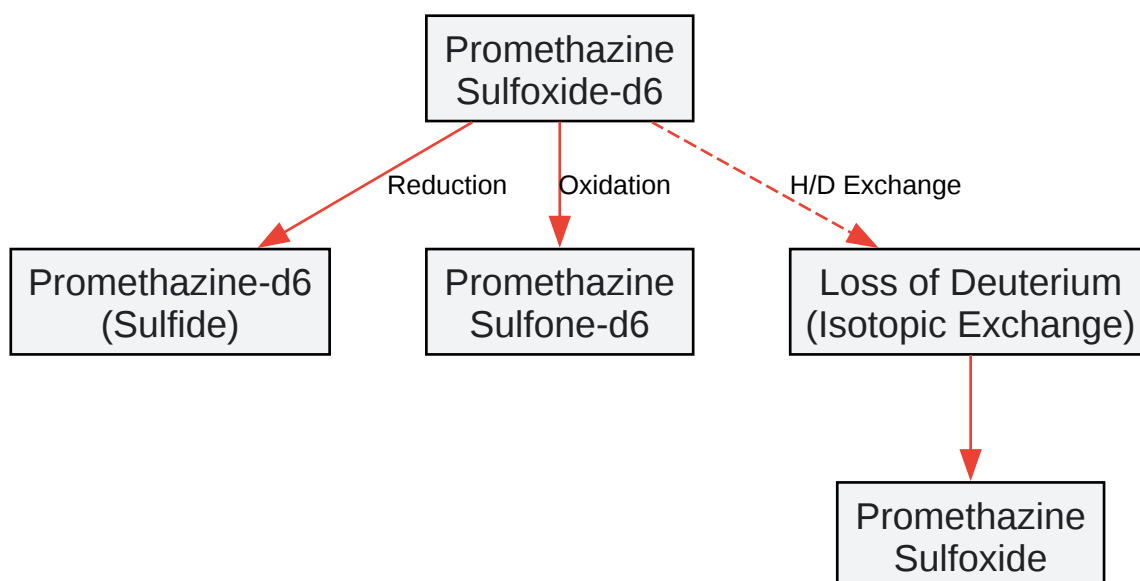 Promethazine
Sulfoxide-d6
Reduction
Oxidation
H/D Exchange
Promethazine-d6
(Sulfide)
Promethazine
Sulfone-d6
Loss of Deuterium
(Isotopic Exchange)
Promethazine
Sulfoxide